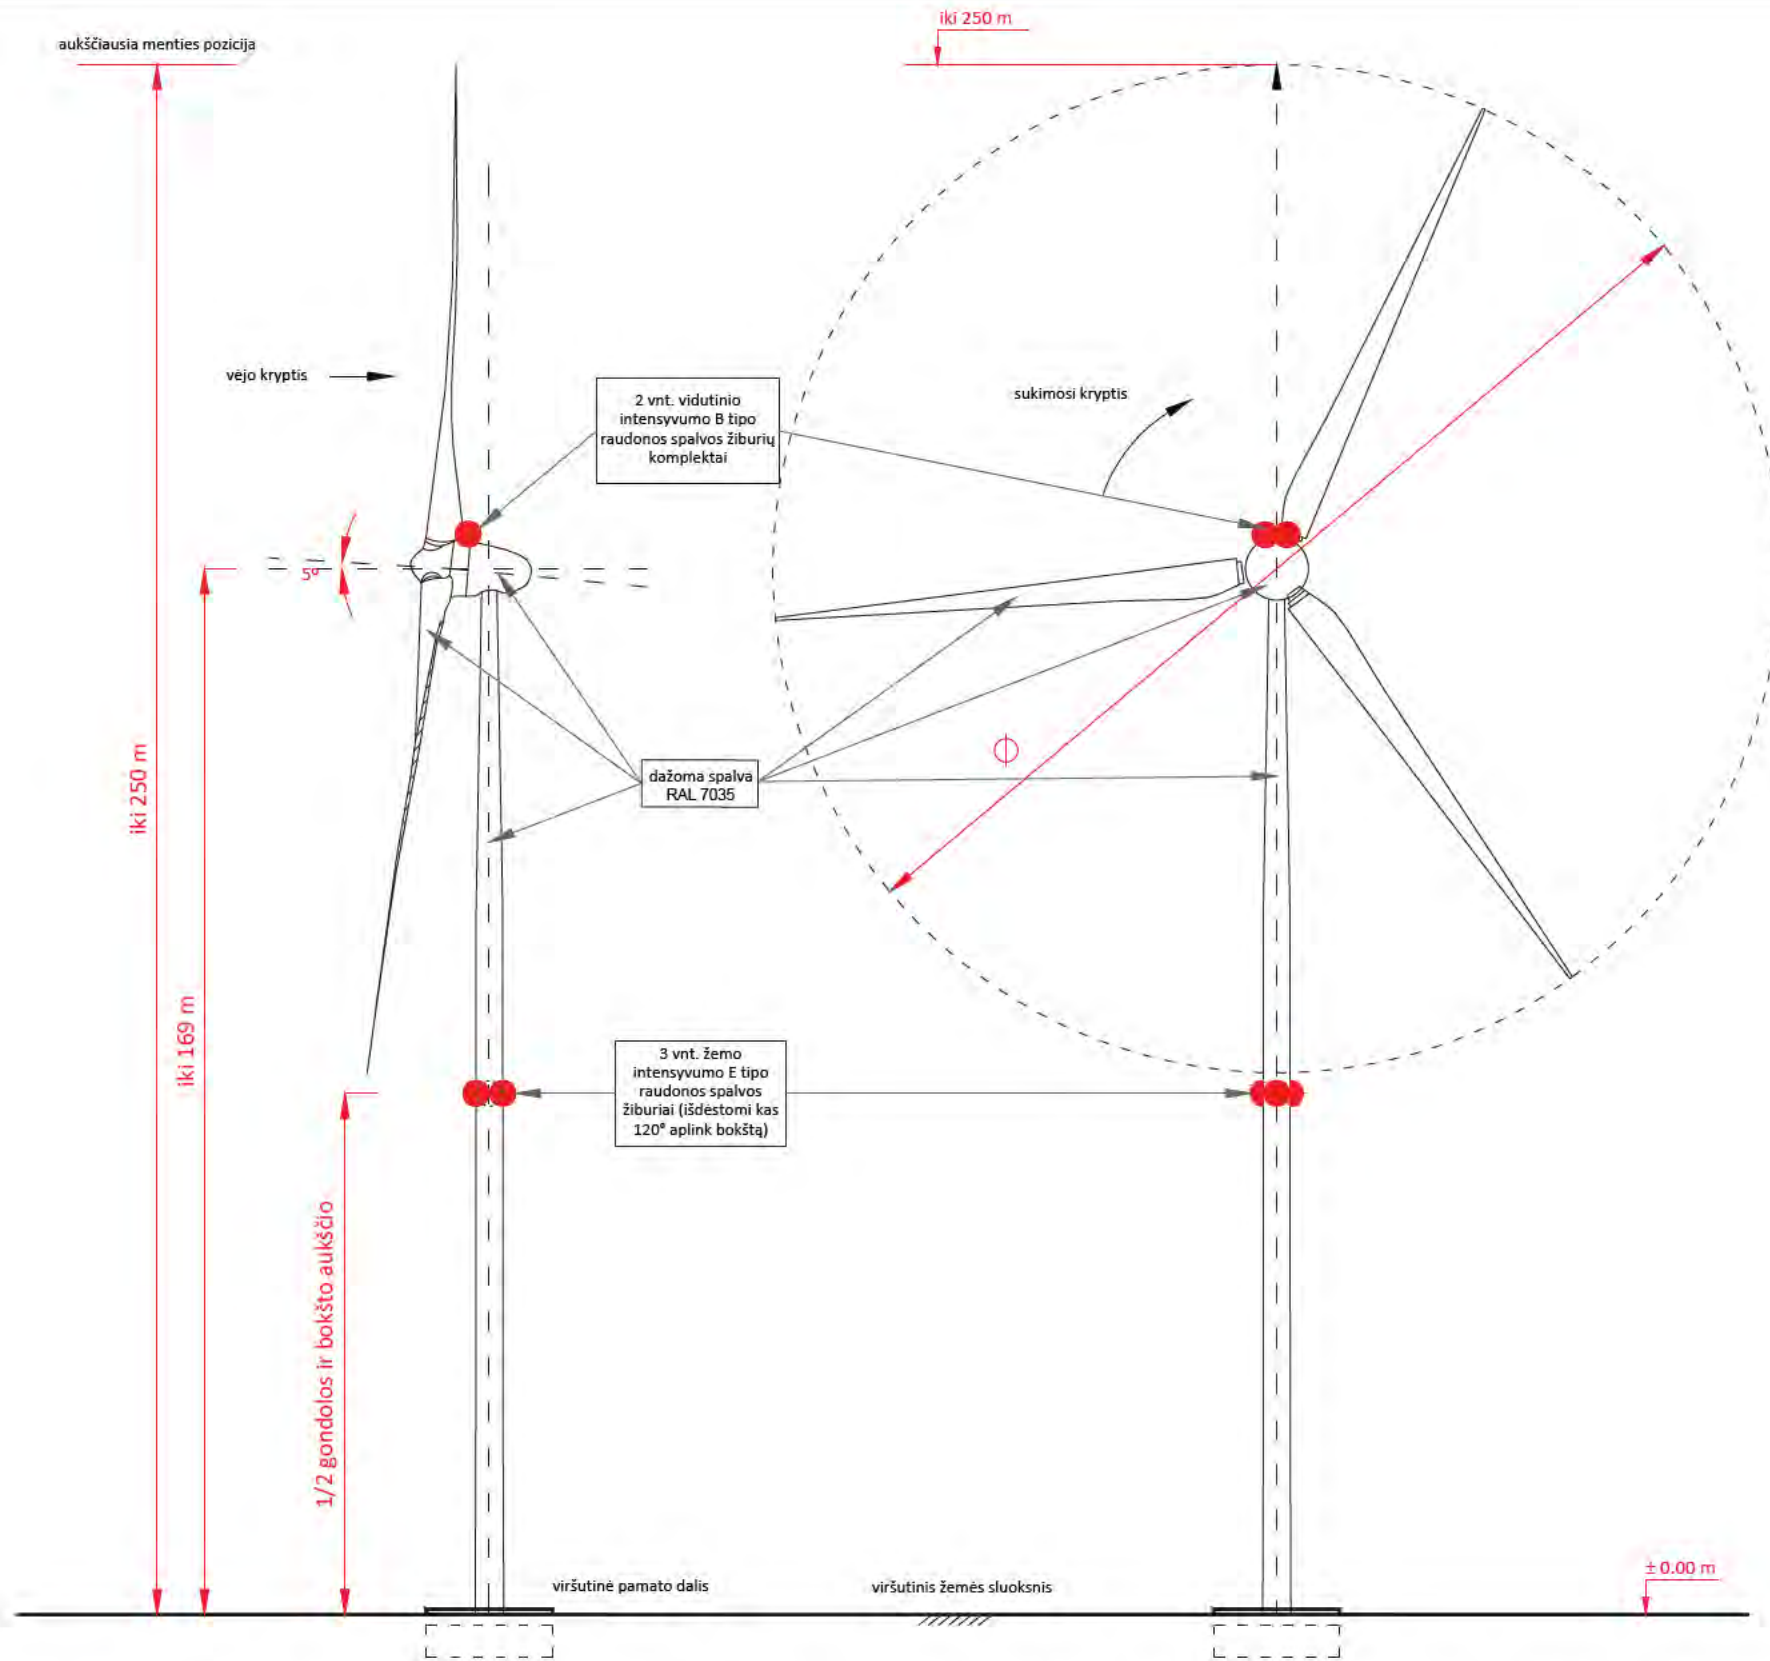 iki 250 m
aukščiausia menties pozicija
vėjo kryptis
2 vnt. vidutinio
intensyvumo B tipo
raudonos spalvos žiburių
komplektai
sukimosi kryptis
5º
iki 250 m
dažoma spalva
RAL 7035
Φ
iki 169 m
3 vnt. žemo
intensyvumo E tipo
raudonos spalvos
žiburiai (išdėstomi kas
120° aplink bokštą)
1/2 gondolos ir bokšto aukščio
viršutinė pamato dalis
viršutinis žemės sluoksnis
± 0.00 m